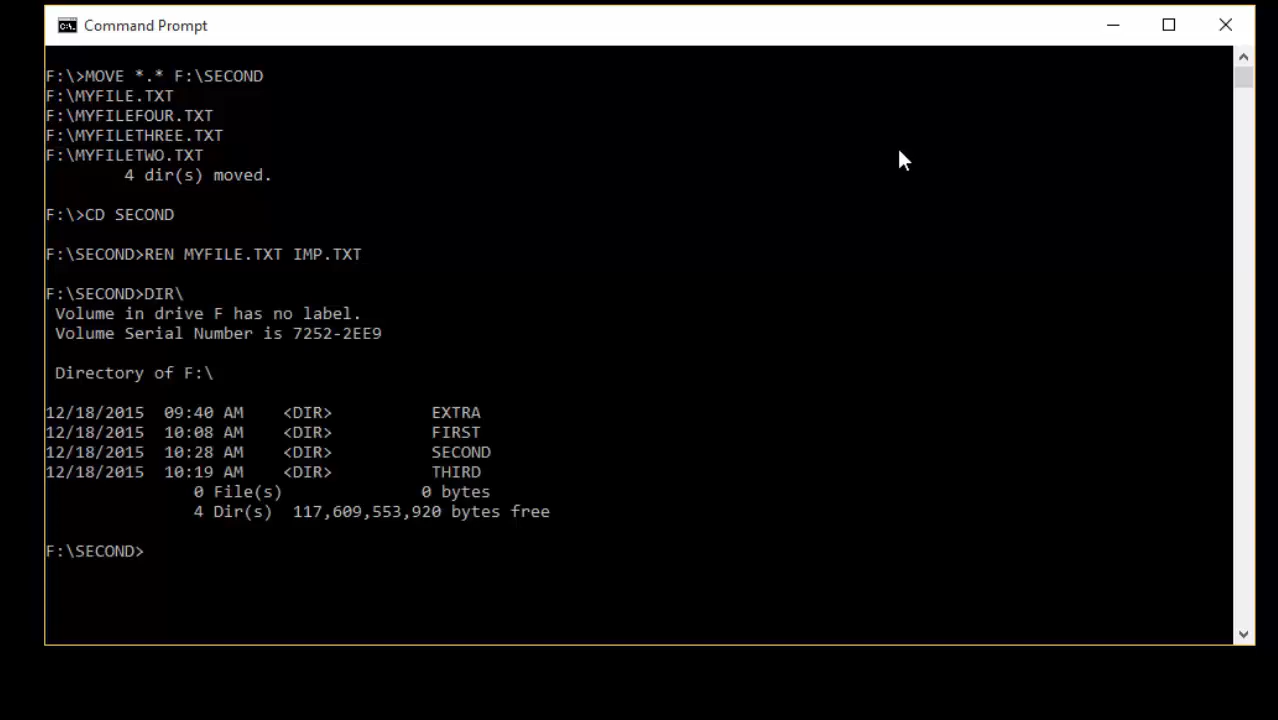 Command Prompt
F:\>MOVE *.* F:\SECOND
F:\MYFILE.TXT
F:\MYFILEFOUR.TXT
F:\MYFILETHREE.TXT
F:\MYFILETWO.TXT
        4 dir(s) moved.
F:\>CD SECOND
F:\SECOND>REN MYFILE.TXT IMP.TXT
F:\SECOND>DIR\
 Volume in drive F has no label.
 Volume Serial Number is 7252-2EE9
 Directory of F:\
12/18/2015  09:40 AM    <DIR>          EXTRA
12/18/2015  10:08 AM    <DIR>          FIRST
12/18/2015  10:28 AM    <DIR>          SECOND
12/18/2015  10:19 AM    <DIR>          THIRD
               0 File(s)              0 bytes
               4 Dir(s)  117,609,553,920 bytes free
F:\SECOND>